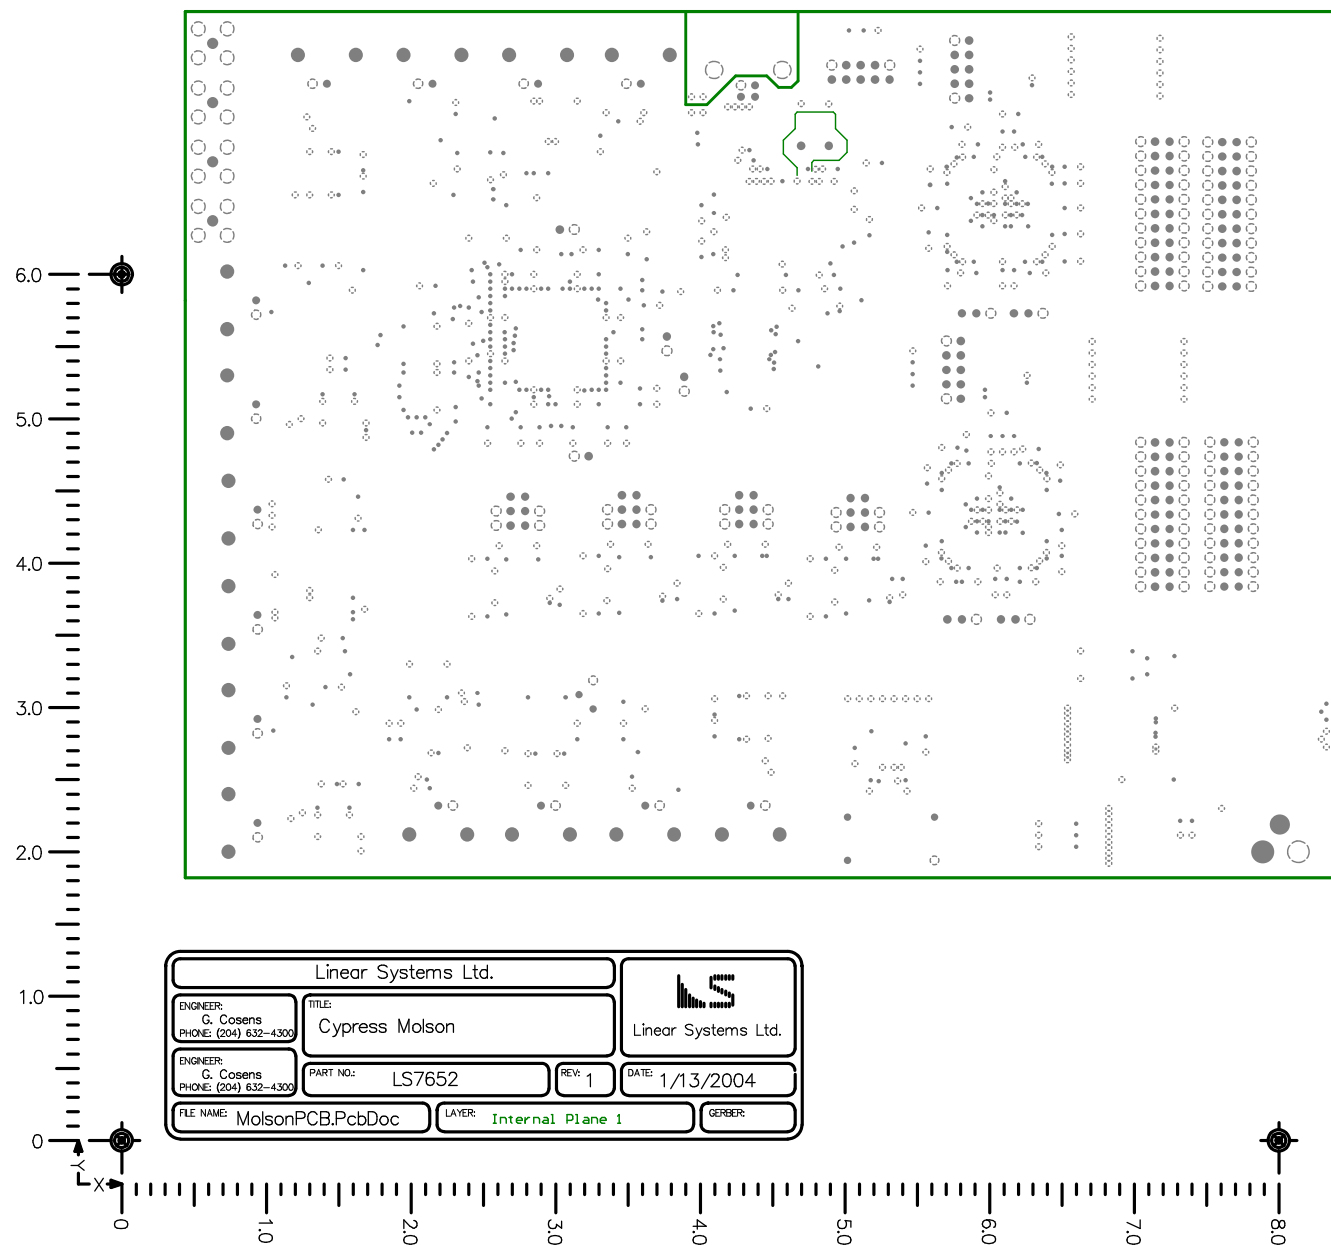 6.0
5.0
4.0
3.0
2.0
1.0
0
Y
X
0
1.0
2.0
3.0
4.0
5.0
6.0
7.0
8.0
Linear Systems Ltd.
ENGINEER:
G. Cosens
PHONE: (204) 632-4300
TITLE:
Cypress Molson
LS
Linear Systems Ltd.
ENGINEER:
G. Cosens
PHONE: (204) 632-4300
PART NO.: LS7652
REV: 1
DATE: 1/13/2004
FILE NAME: MolsonPCB.PcbDoc
LAYER: Internal Plane 1
GERBER: